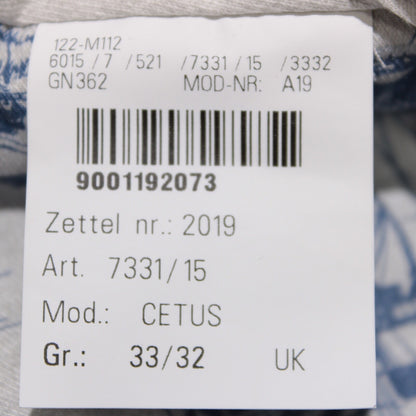 122-M112
6015 / 7 / 521 / 7331 / 15 / 3332
GN362 MOD-NR: A19
9001192073
Zettel nr.: 2019
Art. 7331/15
Mod.: CETUS
Gr.: 33/32 UK